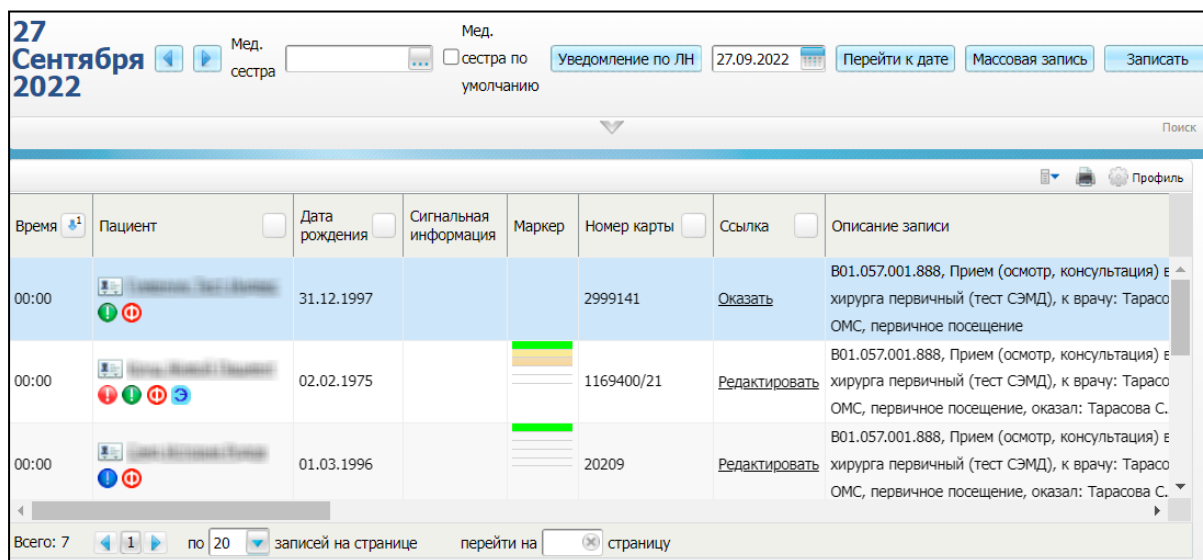 27
Сентября
2022
Мед.
сестра
...
Мед.
сестра по
умолчанию
Уведомление по ЛН
27.09.2022
Перейти к дате
Массовая запись
Записать
Поиск
Профиль
Время 1 Пациент Дата рождения Сигнальная информация Маркер Номер карты Ссылка Описание записи
00:00 31.12.1997 2999141 Оказать
B01.057.001.888, Прием (осмотр, консультация) в
хирурга первичный (тест СЭМД), к врачу: Тарасо
ОМС, первичное посещение
00:00 02.02.1975 1169400/21 Редактировать
B01.057.001.888, Прием (осмотр, консультация) в
хирурга первичный (тест СЭМД), к врачу: Тарасо
ОМС, первичное посещение, оказал: Тарасова С.
Ф Э
00:00 01.03.1996 20209 Редактировать
B01.057.001.888, Прием (осмотр, консультация) в
хирурга первичный (тест СЭМД), к врачу: Тарасо
ОМС, первичное посещение, оказал: Тарасова С.
Всего: 7 1 по 20 записей на странице перейти на страницу